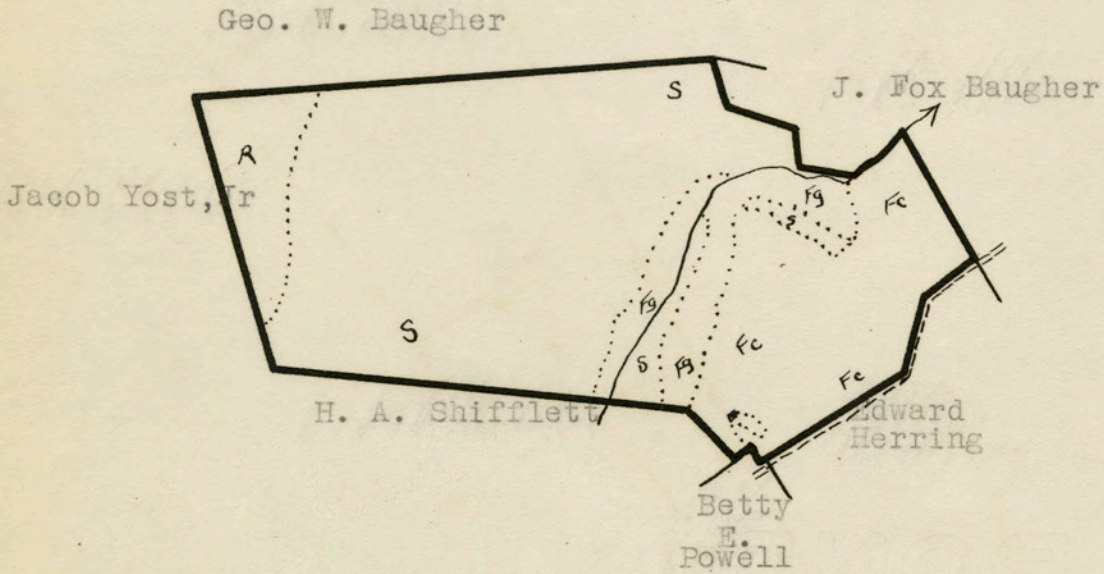 Geo. W. Baugher
S
J. Fox Baugher
R
Jacob Yost, Jr
Fg
Fc
S
Fg
S
Fc
S
Fg
Fc
H. A. Shifflett
Edward
Herring
Betty
E.
Powell